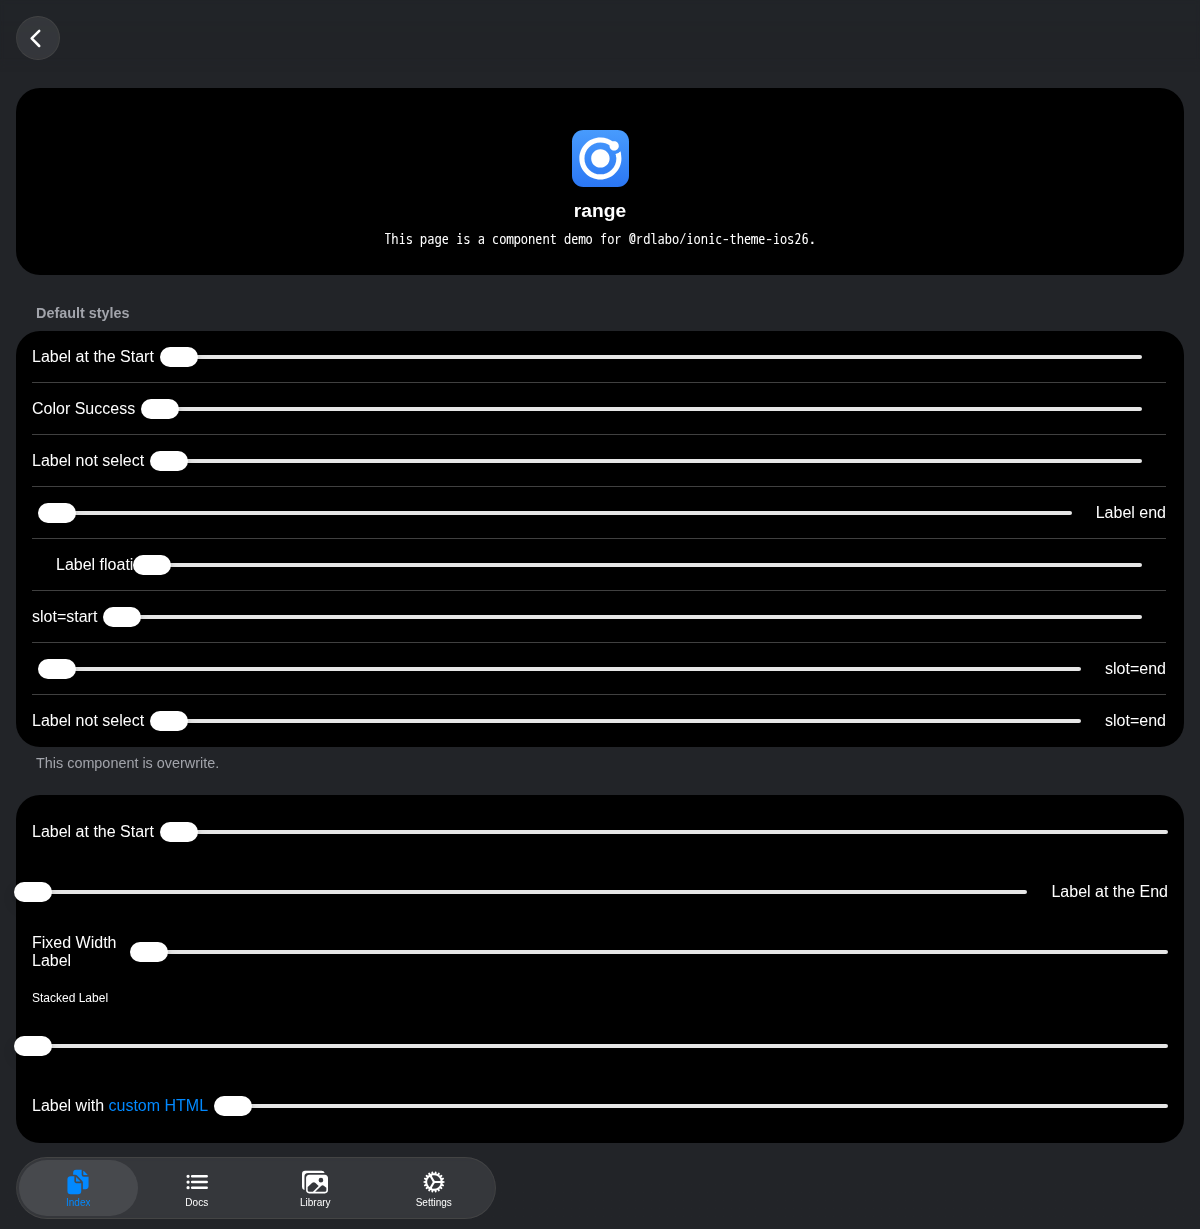 range
This page is a component demo for @rdlabo/ionic-theme-ios26.
Default styles
Label at the Start
Color Success
Label not select
Label end
Label floati
slot=start
slot=end
Label not select
slot=end
This component is overwrite.
Label at the Start
Label at the End
Fixed Width
Label
Stacked Label
Label with custom HTML
Index
Docs
Library
Settings